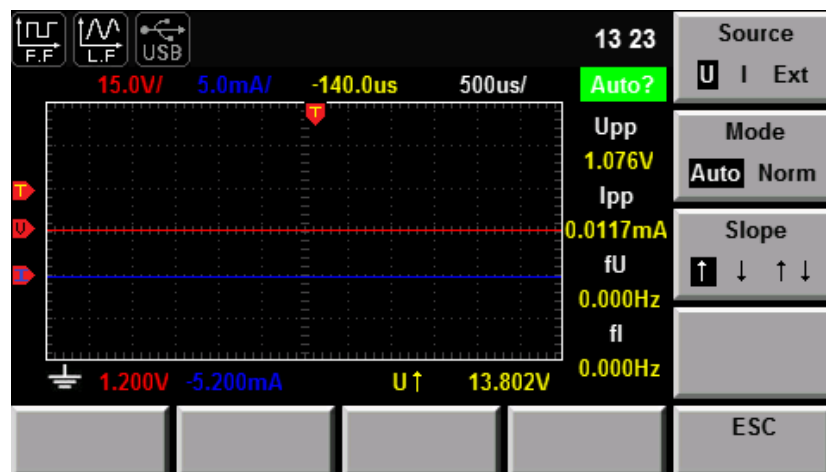 F.F L.F USB 13 23
15.0V/ 5.0mA/ -140.0us 500us/ Auto?
T
Upp
1.076V
Ipp
T
U 0.0117mA
fU
I
0.000Hz
fI
0.000Hz
1.200V -5.200mA U↑ 13.802V
Source
U I Ext
Mode
Auto Norm
Slope
↑ ↓ ↑↓
ESC